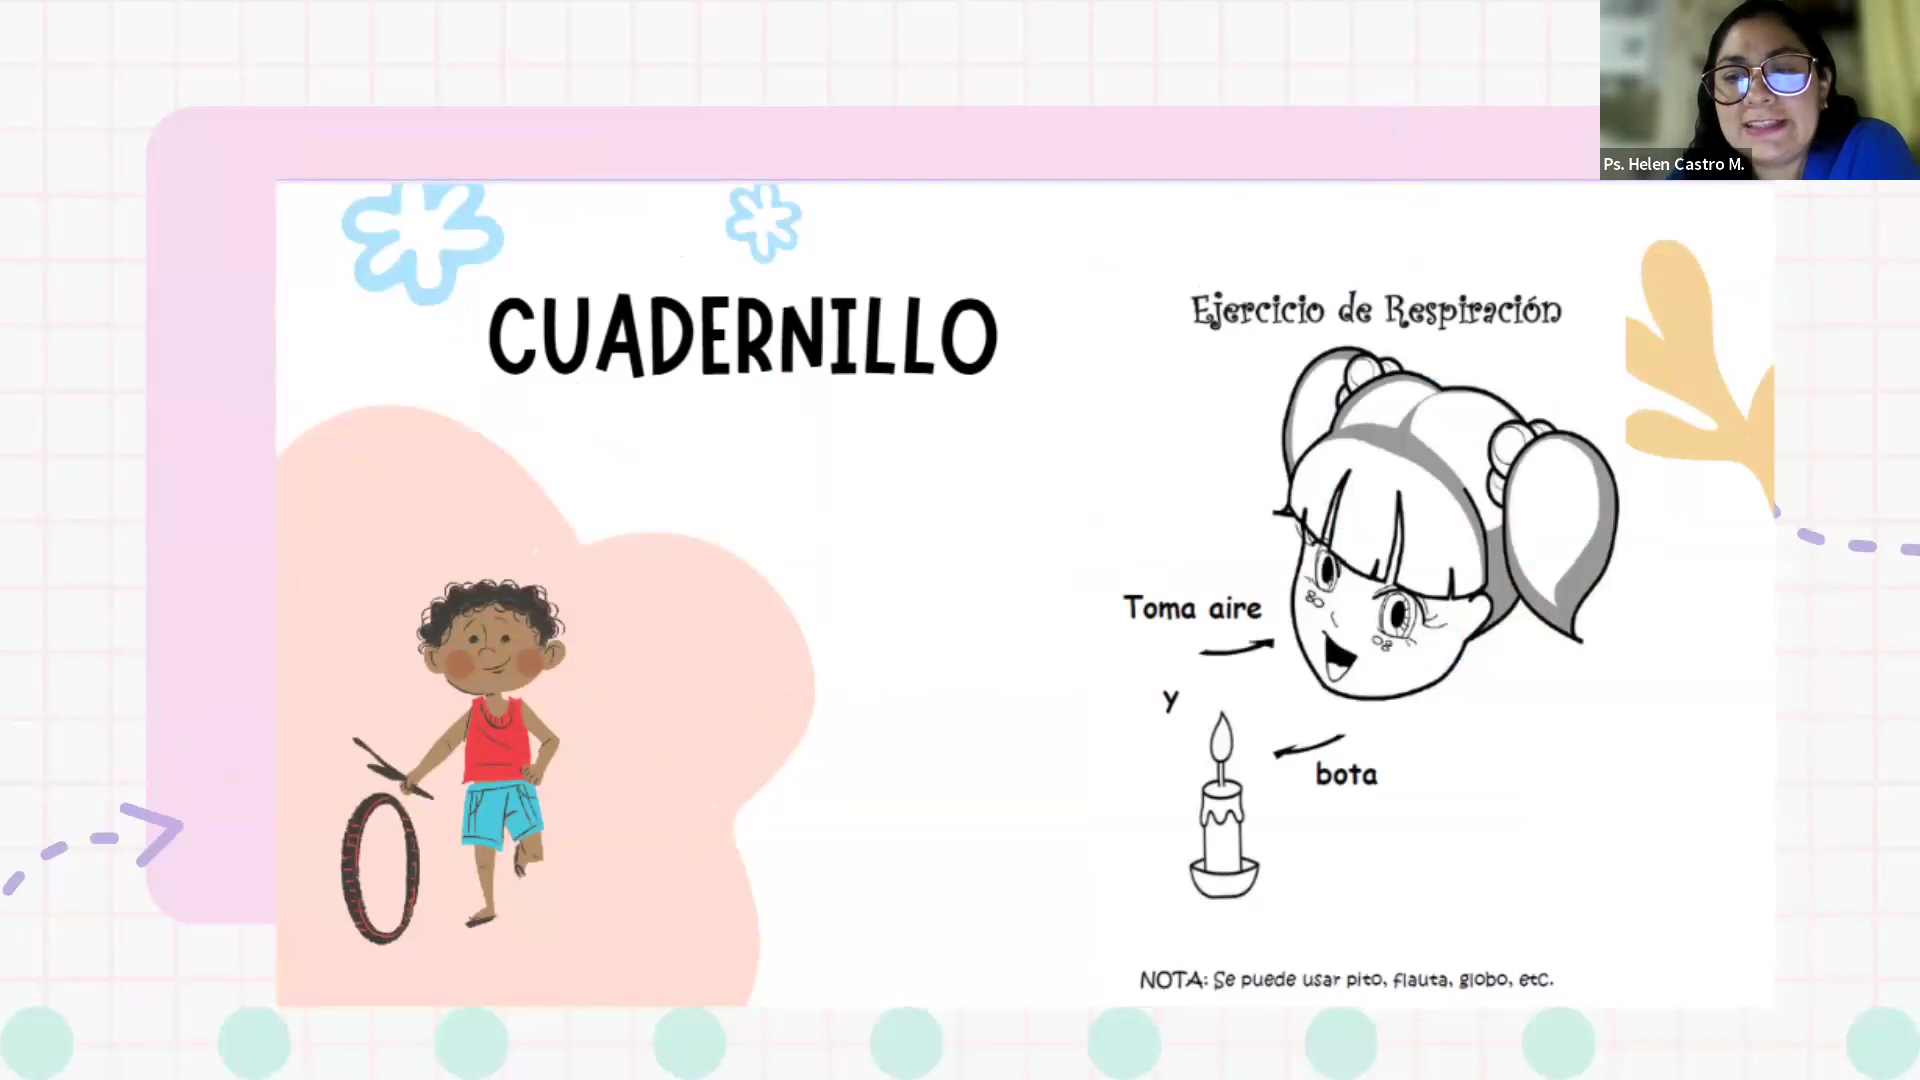 Ps. Helen Castro M.
CUADERNILLO
Ejercicio de Respiración
Toma aire
y
bota
NOTA: Se puede usar pito, flauta, globo, etc.